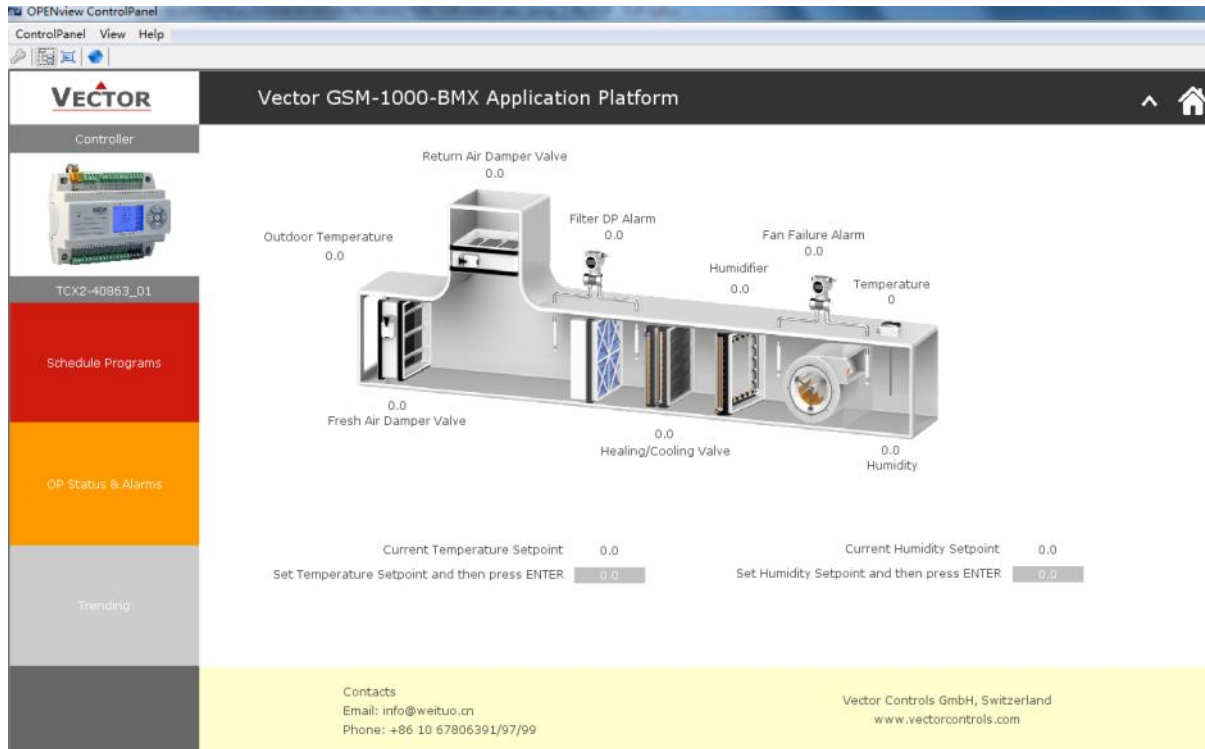 OPENview ControlPanel
ControlPanel View Help
VECTOR
Vector GSM-1000-BMX Application Platform
Controller
TCX2-40863_01
Schedule Programs
OP Status & Alarms
Trending
Return Air Damper Valve
0.0
Outdoor Temperature
0.0
Filter DP Alarm
0.0
Fan Failure Alarm
0.0
Humidifier
0.0
Temperature
0
0.0
Fresh Air Damper Valve
0.0
Healing/Cooling Valve
0.0
Humidity
Current Temperature Setpoint 0.0
Set Temperature Setpoint and then press ENTER 0.0
Current Humidity Setpoint 0.0
Set Humidity Setpoint and then press ENTER 0.0
Contacts
Email: info@weituo.cn
Phone: +86 10 67806391/97/99
Vector Controls GmbH, Switzerland
www.vectorcontrols.com